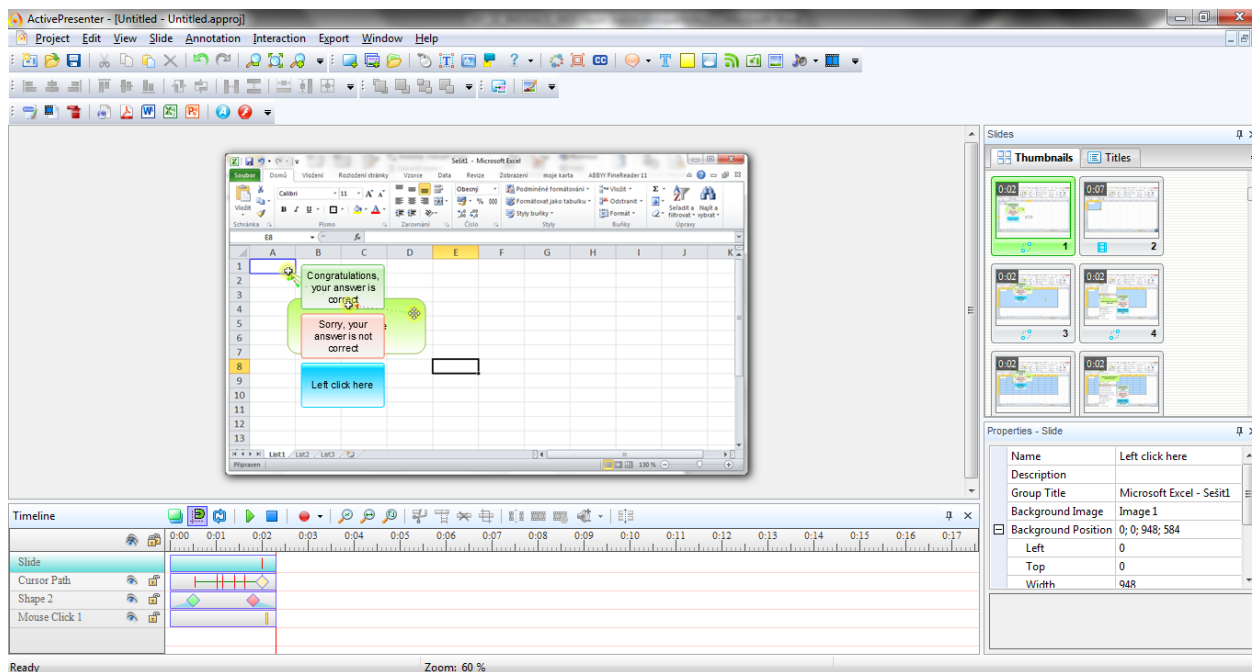 ActivePresenter - [Untitled - Untitled.approj]
Project Edit View Slide Annotation Interaction Export Window Help
Sešit1 - Microsoft Excel
Soubor Domů Vložení Rozložení stránky Vzorce Data Revize Zobrazení moje karta ABBYY FineReader 11
Vložit
Calibri 11
Obecný
Podmíněné formátování
Formátovat jako tabulku
Styly buňky
Vložit
Odstranit
Formát
Seřadit a filtrovat
Najít a vybrat
Schránka Písmo Zarovnání Číslo Styly Buňky Úpravy
E8
A B C D E F G H I J K
1
2
3
4
5
6
7
8
9
10
11
12
13
Congratulations,
your answer is
correct
Sorry, your
answer is not
correct
Left click here
List1 List2 List3
Připraven
130 %
Slides
Thumbnails Titles
0:02 0:07
1 2
0:02 0:02
3 4
0:02 0:02
Properties - Slide
Name Left click here
Description
Group Title Microsoft Excel - Sešit1
Background Image Image 1
Background Position 0; 0; 948; 584
Left 0
Top 0
Width 948
Timeline
0:00 0:01 0:02 0:03 0:04 0:05 0:06 0:07 0:08 0:09 0:10 0:11 0:12 0:13 0:14 0:15 0:16 0:17
Slide
Cursor Path
Shape 2
Mouse Click 1
Ready
Zoom: 60 %